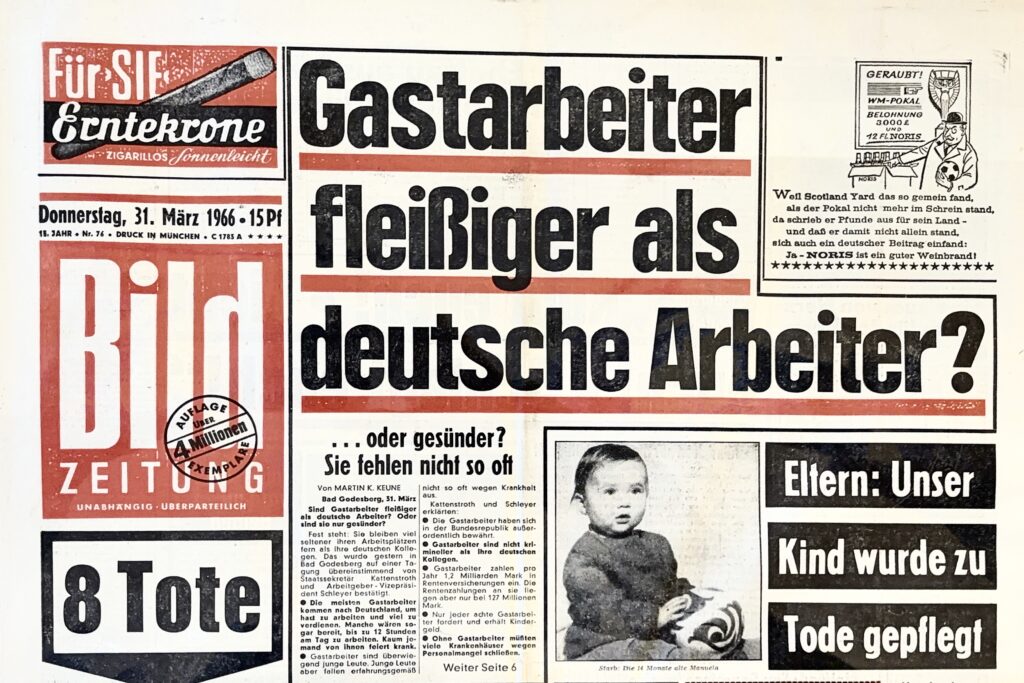 Für SIE
Erntekrone
ZIGARILLOS Sonnenleicht
Donnerstag, 31. März 1966 • 15 Pf
15. JAHR • Nr. 76 • DRUCK IN MÜNCHEN • C 1785 A ★★★★
Bild
AUFLAGE
ÜBER
4 Millionen
EXEMPLARE
ZEITUNG
UNABHÄNGIG · ÜBERPARTEILICH
8 Tote
Gastarbeiter
fleißiger als
deutsche Arbeiter?
GERAUBT!
WM-POKAL
BELOHNUNG
3000 £
UND
12 FL NORIS
NORIS
Weil Scotland Yard das so gemein fand,
als der Pokal nicht mehr im Schrein stand,
da schrieb er Pfunde aus für sein Land -
und daß er damit nicht allein stand,
sich auch ein deutscher Beitrag einfand:
Ja - NORIS ist ein guter Weinbrand!
... oder gesünder?
Sie fehlen nicht so oft
Von MARTIN K. KEUNE
Bad Godesberg, 31. März
Sind Gastarbeiter fleißiger
als deutsche Arbeiter? Oder
sind sie nur gesünder?
Fest steht: Sie bleiben viel
seltener ihren Arbeitsplätzen
fern als ihre deutschen Kolle-
gen. Das wurde gestern in
Bad Godesberg auf einer Ta-
gung übereinstimmend von
Staatssekretär Kattenstroth
und Arbeitgeber-Vizepräsi-
dent Schleyer bestätigt.
● Die meisten Gastarbeiter
kommen nach Deutschland, um
hart zu arbeiten und viel zu
verdienen. Manche wären so-
gar bereit, bis zu 12 Stunden
am Tag zu arbeiten. Kaum je-
mand von ihnen feiert krank.
● Gastarbeiter sind überwie-
gend junge Leute. Junge Leute
aber fallen erfahrungsgemäß
nicht so oft wegen Krankheit
aus.
Kattenstroth und Schleyer
erklärten:
● Die Gastarbeiter haben sich
in der Bundesrepublik außer-
ordentlich bewährt.
● Gastarbeiter sind nicht kri-
mineller als ihre deutschen
Kollegen.
● Gastarbeiter zahlen pro
Jahr 1,2 Milliarden Mark in
Rentenversicherungen ein. Die
Rentenzahlungen an sie lie-
gen aber nur bei 127 Millionen
Mark.
● Nur jeder achte Gastarbei-
ter fordert und erhält Kinder-
geld.
● Ohne Gastarbeiter müßten
viele Krankenhäuser wegen
Personalmangel schließen.
Weiter Seite 6
Starb: Die 14 Monate alte Manuela
Eltern: Unser
Kind wurde zu
Tode gepflegt